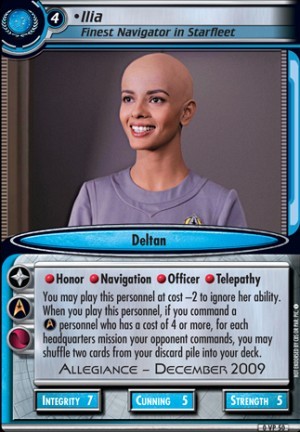 4
•Ilia
Finest Navigator in Starfleet
Deltan
Honor Navigation Officer Telepathy
You may play this personnel at cost –2 to ignore her ability.
When you play this personnel, if you command a
A personnel who has a cost of 4 or more, for each
headquarters mission your opponent commands, you may
shuffle two cards from your discard pile into your deck.
Allegiance – December 2009
Integrity 7 Cunning 5 Strength 5
0 VP 50